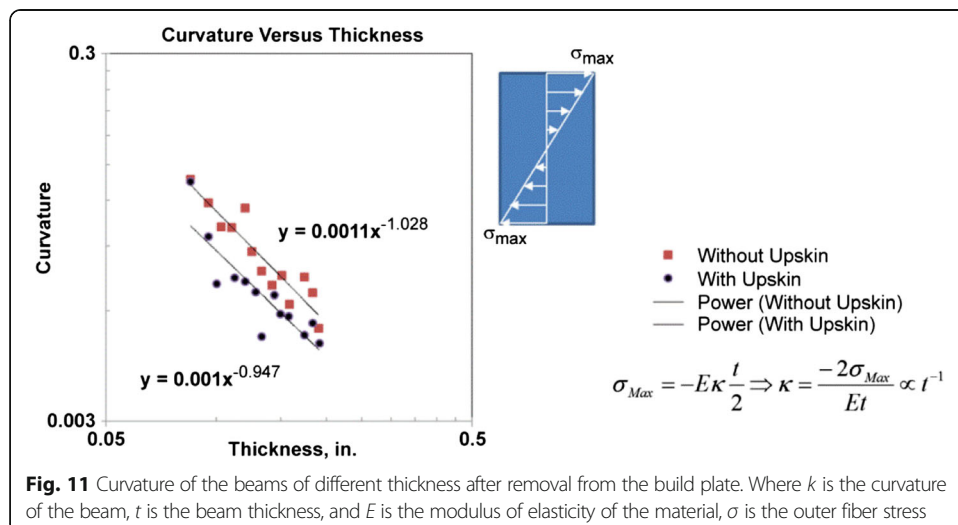 Curvature Versus Thickness
0.3
Curvature
y = 0.0011x^-1.028
y = 0.001x^-0.947
0.003
0.05
Thickness, in.
0.5
σmax
σmax
Without Upskin
With Upskin
Power (Without Upskin)
Power (With Upskin)
σ_Max = −Eκ t/2 ⇒ κ = −2σ_Max/Et ∝ t^−1
Fig. 11 Curvature of the beams of different thickness after removal from the build plate. Where k is the curvature
of the beam, t is the beam thickness, and E is the modulus of elasticity of the material, σ is the outer fiber stress